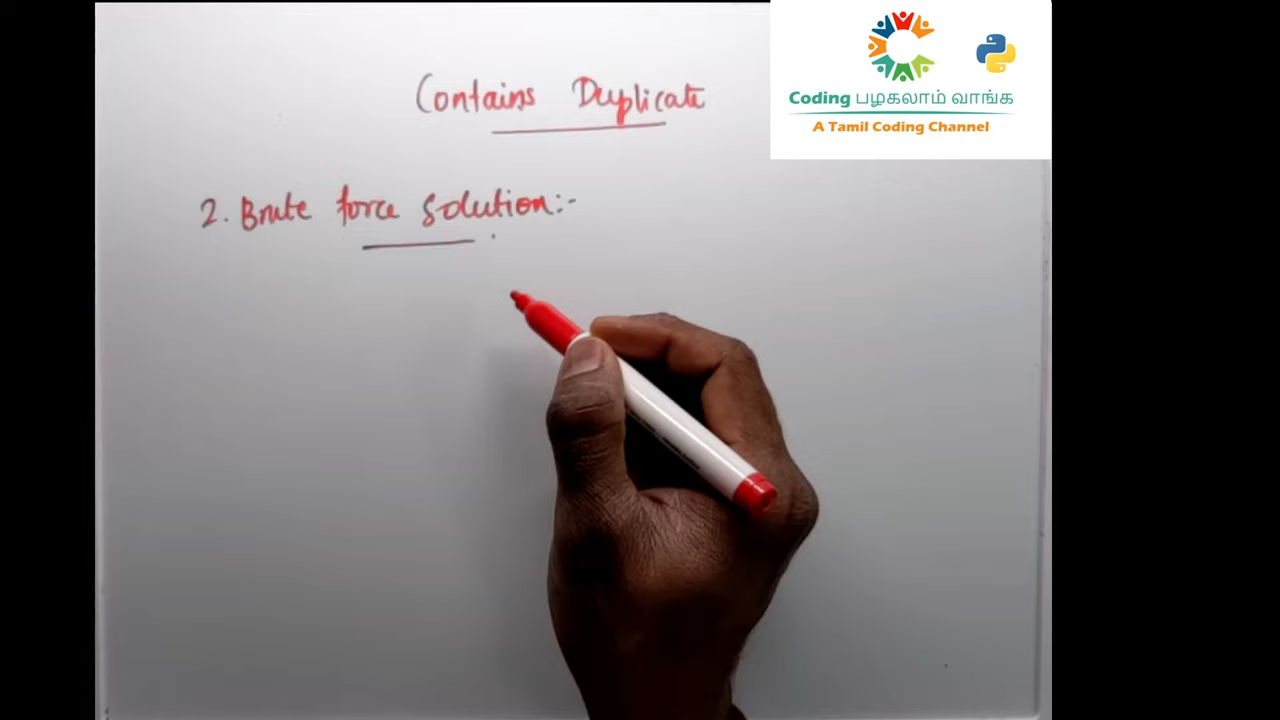 Contains Duplicate
Coding பழகலாம் வாங்க
A Tamil Coding Channel
2. Brute force solution:-